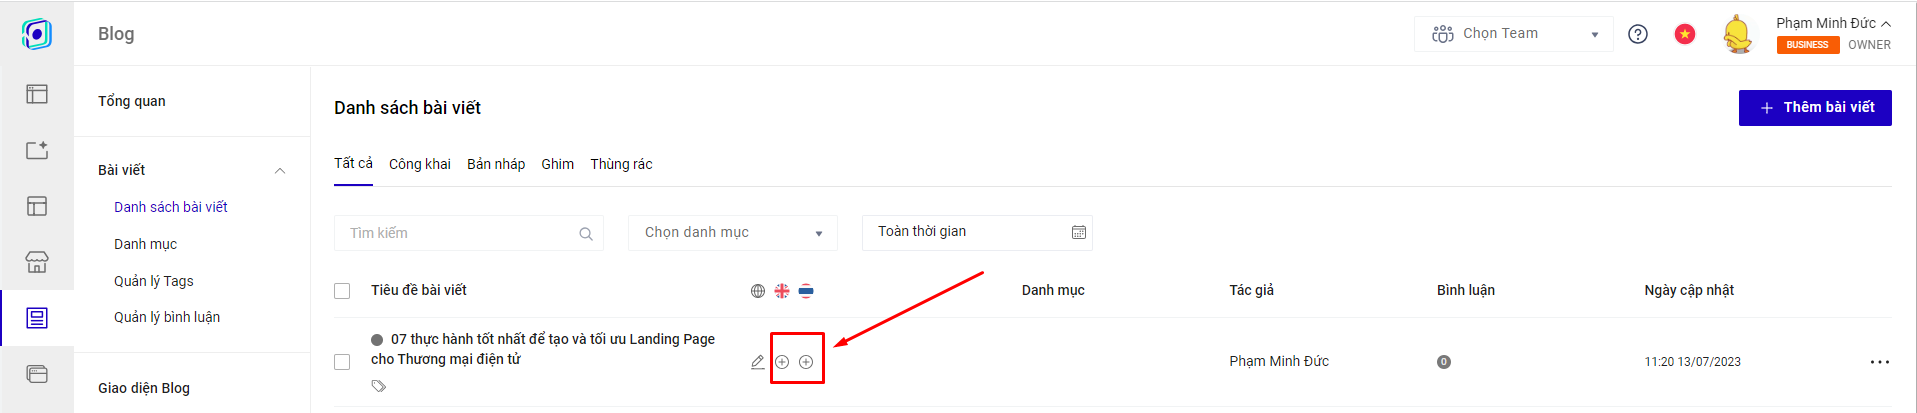 Blog
Chọn Team
Phạm Minh Đức
BUSINESS OWNER
Tổng quan
Bài viết
Danh sách bài viết
Danh mục
Quản lý Tags
Quản lý bình luận
Giao diện Blog
Danh sách bài viết
Thêm bài viết
Tất cả Công khai Bản nháp Ghim Thùng rác
Tìm kiếm Chọn danh mục Toàn thời gian
Tiêu đề bài viết Danh mục Tác giả Bình luận Ngày cập nhật
07 thực hành tốt nhất để tạo và tối ưu Landing Page
cho Thương mại điện tử
Phạm Minh Đức 0 11:20 13/07/2023